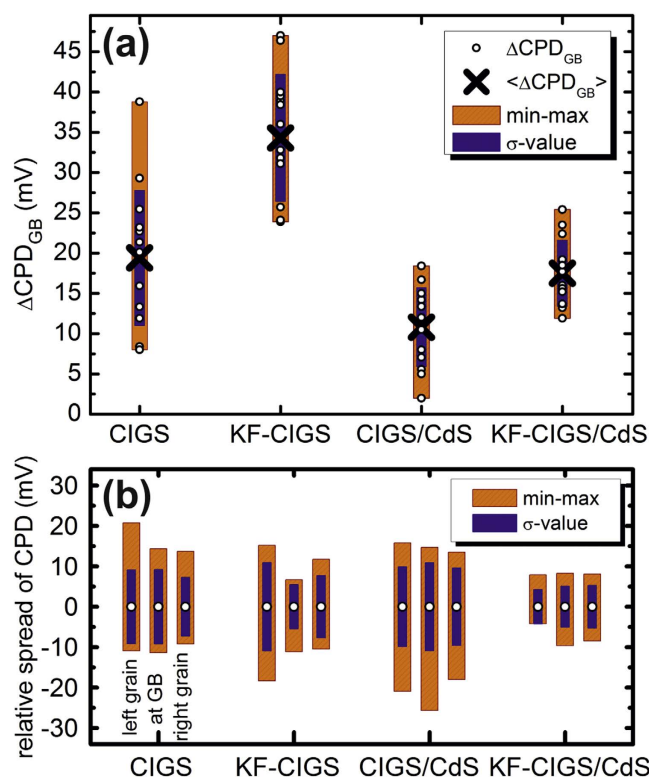 (a)
ΔCPD_GB
<ΔCPD_GB>
min-max
σ-value
ΔCPD_GB (mV)
45
40
35
30
25
20
15
10
5
0
CIGS KF-CIGS CIGS/CdS KF-CIGS/CdS
(b)
min-max
σ-value
relative spread of CPD (mV)
30
20
10
0
-10
-20
-30
left grain
at GB
right grain
CIGS KF-CIGS CIGS/CdS KF-CIGS/CdS